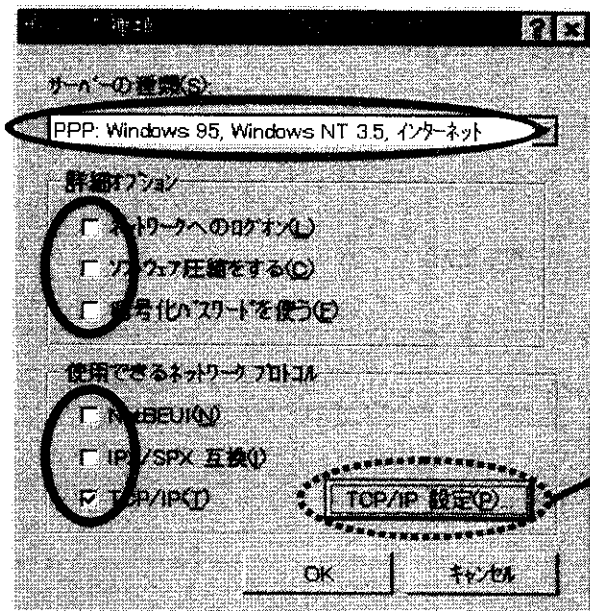 サーバーの種類(S):
PPP: Windows 95, Windows NT 3.5, インターネット
詳細オプション
ネットワークへのログオン(L)
ソフトウェア圧縮をする(C)
暗号化パスワードを使う(E)
使用できるネットワーク プロトコル
NetBEUI(N)
IPX/SPX 互換(I)
TCP/IP(T)
TCP/IP 設定(P)...
OK
キャンセル